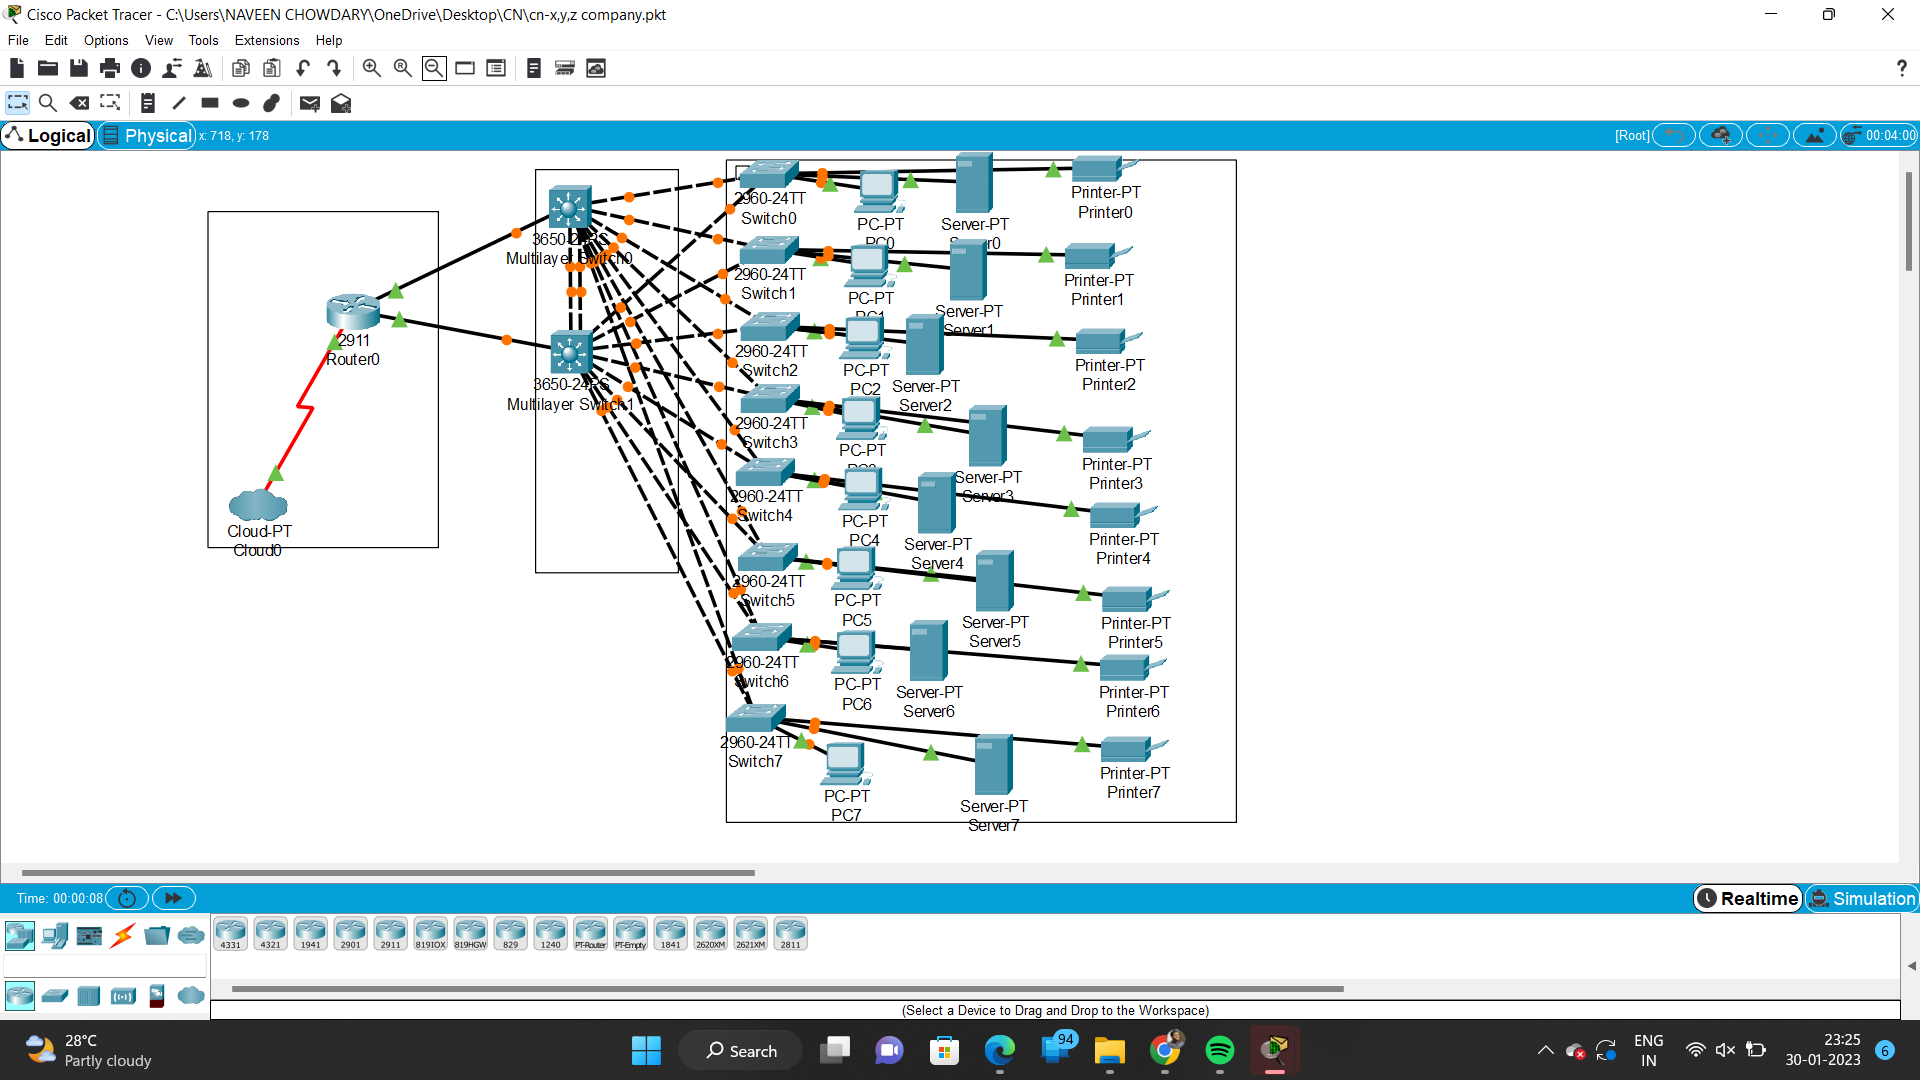 Cisco Packet Tracer - C:\Users\NAVEEN CHOWDARY\OneDrive\Desktop\CN\cn-x,y,z company.pkt
File Edit Options View Tools Extensions Help
?
Logical Physical x: 718, y: 178 [Root] 00:04:00
2960-24TT
Switch0
PC-PT
PC0
Server-PT
Server0
Printer-PT
Printer0
3650-24PS
Multilayer Switch0
2960-24TT
Switch1
PC-PT
PC1
Server-PT
Server1
Printer-PT
Printer1
2911
Router0
2960-24TT
Switch2
PC-PT
PC2
Server-PT
Server2
Printer-PT
Printer2
3650-24PS
Multilayer Switch1
2960-24TT
Switch3
PC-PT
PC3
Server-PT
Server3
Printer-PT
Printer3
2960-24TT
Switch4
PC-PT
PC4
Server-PT
Server4
Printer-PT
Printer4
Cloud-PT
Cloud0
2960-24TT
Switch5
PC-PT
PC5
Server-PT
Server5
Printer-PT
Printer5
2960-24TT
Switch6
PC-PT
PC6
Server-PT
Server6
Printer-PT
Printer6
2960-24TT
Switch7
PC-PT
PC7
Server-PT
Server7
Printer-PT
Printer7
Time: 00:00:08 Realtime Simulation
4331 4321 1941 2901 2911 819IOX 819HGW 829 1240 PT-Router PT-Empty 1841 2620XM 2621XM 2811
(Select a Device to Drag and Drop to the Workspace)
28°C
Partly cloudy
Search
94
ENG
IN
23:25
30-01-2023
6